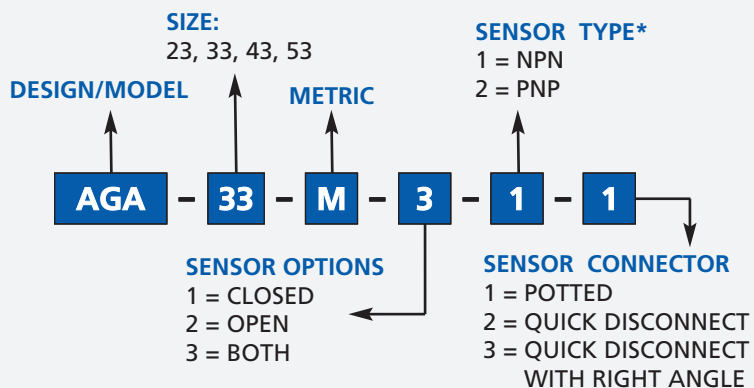 SIZE:
23, 33, 43, 53
SENSOR TYPE*
1 = NPN
2 = PNP
DESIGN/MODEL
METRIC
AGA - 33 - M - 3 - 1 - 1
SENSOR OPTIONS
1 = CLOSED
2 = OPEN
3 = BOTH
SENSOR CONNECTOR
1 = POTTED
2 = QUICK DISCONNECT
3 = QUICK DISCONNECT
WITH RIGHT ANGLE